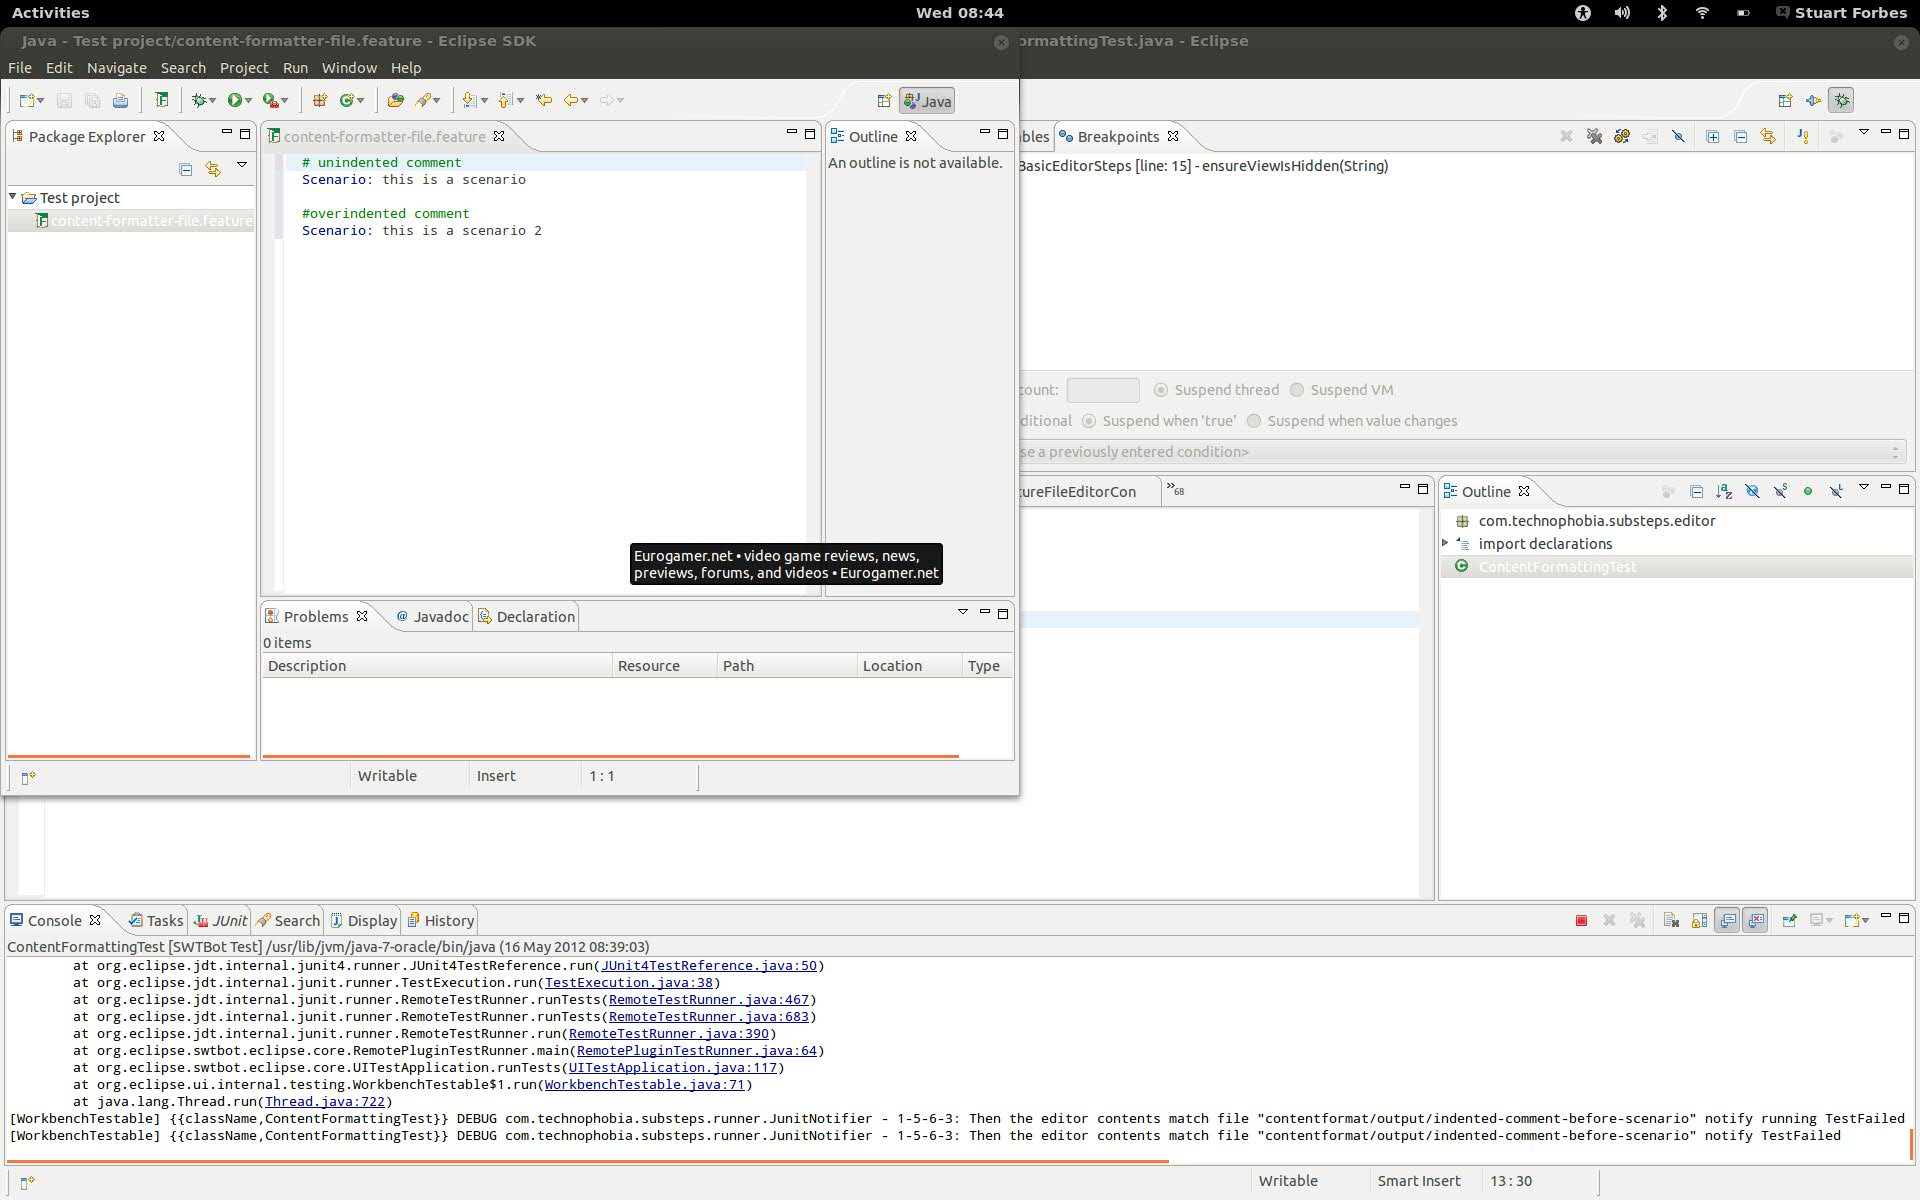 Activities
Wed 08:44
Stuart Forbes
Java - Test project/content-formatter-file.feature - Eclipse SDK
ormattingTest.java - Eclipse
File Edit Navigate Search Project Run Window Help
Java
Package Explorer
content-formatter-file.feature
Outline
An outline is not available.
Test project
content-formatter-file.feature
# unindented comment
Scenario: this is a scenario
#overindented comment
Scenario: this is a scenario 2
bles
Breakpoints
BasicEditorSteps [line: 15] - ensureViewIsHidden(String)
ount:
Suspend thread
Suspend VM
ditional
Suspend when 'true'
Suspend when value changes
se a previously entered condition>
ureFileEditorCon
»68
Outline
com.technophobia.substeps.editor
import declarations
ContentFormattingTest
Eurogamer.net • video game reviews, news,
previews, forums, and videos • Eurogamer.net
Problems
Javadoc
Declaration
0 items
Description Resource Path Location Type
Writable Insert 1 : 1
Console Tasks JUnit Search Display History
ContentFormattingTest [SWTBot Test] /usr/lib/jvm/java-7-oracle/bin/java (16 May 2012 08:39:03)
at org.eclipse.jdt.internal.junit4.runner.JUnit4TestReference.run(JUnit4TestReference.java:50)
at org.eclipse.jdt.internal.junit.runner.TestExecution.run(TestExecution.java:38)
at org.eclipse.jdt.internal.junit.runner.RemoteTestRunner.runTests(RemoteTestRunner.java:467)
at org.eclipse.jdt.internal.junit.runner.RemoteTestRunner.runTests(RemoteTestRunner.java:683)
at org.eclipse.jdt.internal.junit.runner.RemoteTestRunner.run(RemoteTestRunner.java:390)
at org.eclipse.swtbot.eclipse.core.RemotePluginTestRunner.main(RemotePluginTestRunner.java:64)
at org.eclipse.swtbot.eclipse.core.UITestApplication.runTests(UITestApplication.java:117)
at org.eclipse.ui.internal.testing.WorkbenchTestable$1.run(WorkbenchTestable.java:71)
at java.lang.Thread.run(Thread.java:722)
[WorkbenchTestable] {{className,ContentFormattingTest}} DEBUG com.technophobia.substeps.runner.JunitNotifier - 1-5-6-3: Then the editor contents match file "contentformat/output/indented-comment-before-scenario" notify running TestFailed
[WorkbenchTestable] {{className,ContentFormattingTest}} DEBUG com.technophobia.substeps.runner.JunitNotifier - 1-5-6-3: Then the editor contents match file "contentformat/output/indented-comment-before-scenario" notify TestFailed
Writable Smart Insert 13 : 30